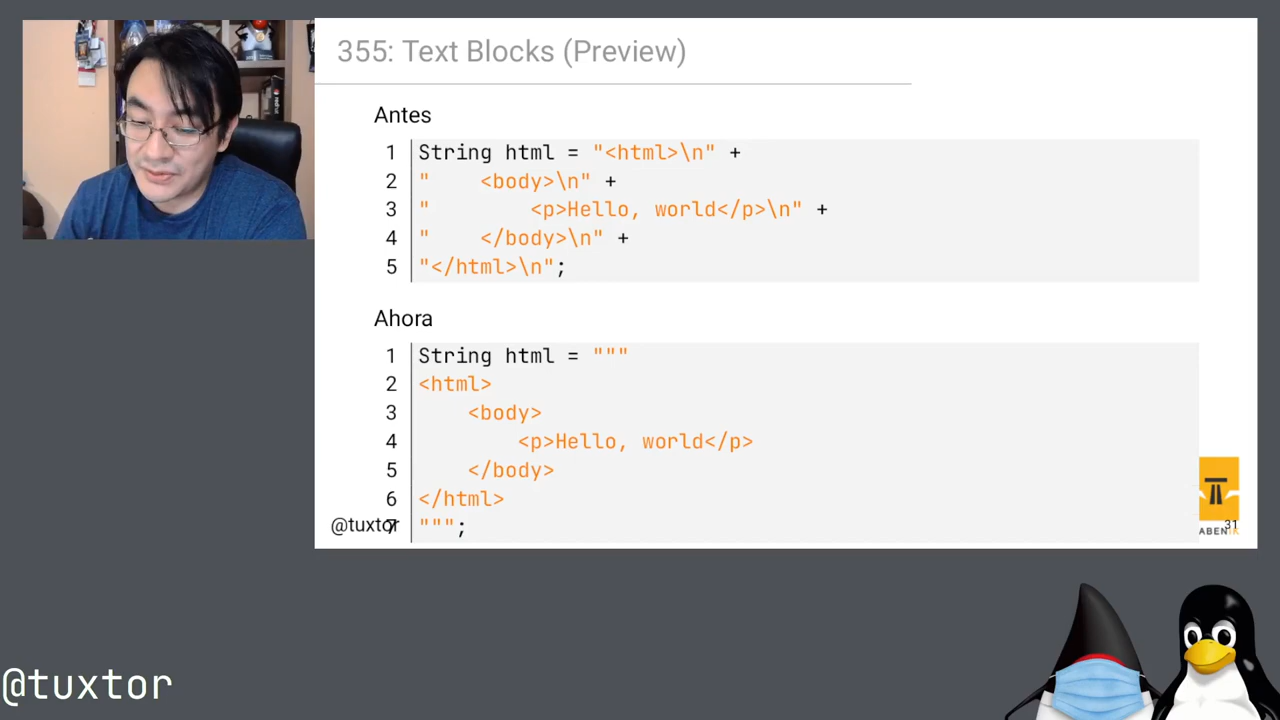 355: Text Blocks (Preview)
Antes
1 String html = "<html>\n" +
2 "    <body>\n" +
3 "        <p>Hello, world</p>\n" +
4 "    </body>\n" +
5 "</html>\n";
Ahora
1 String html = """
2 <html>
3     <body>
4         <p>Hello, world</p>
5     </body>
6 </html>
7 """;
@tuxtor
31
ABENTK
@tuxtor